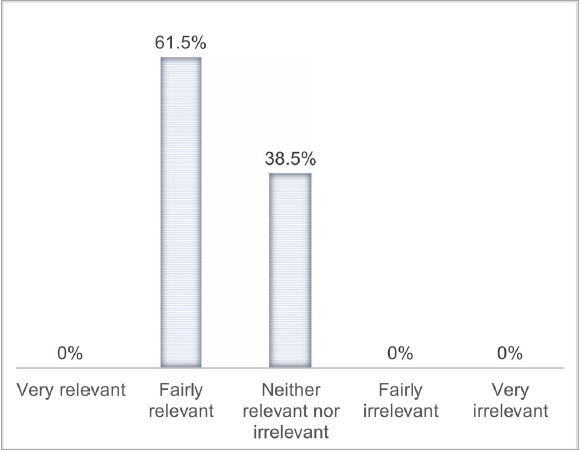 61.5%
38.5%
0%
0%
0%
Very relevant
Fairly
relevant
Neither
relevant nor
irrelevant
Fairly
irrelevant
Very
irrelevant